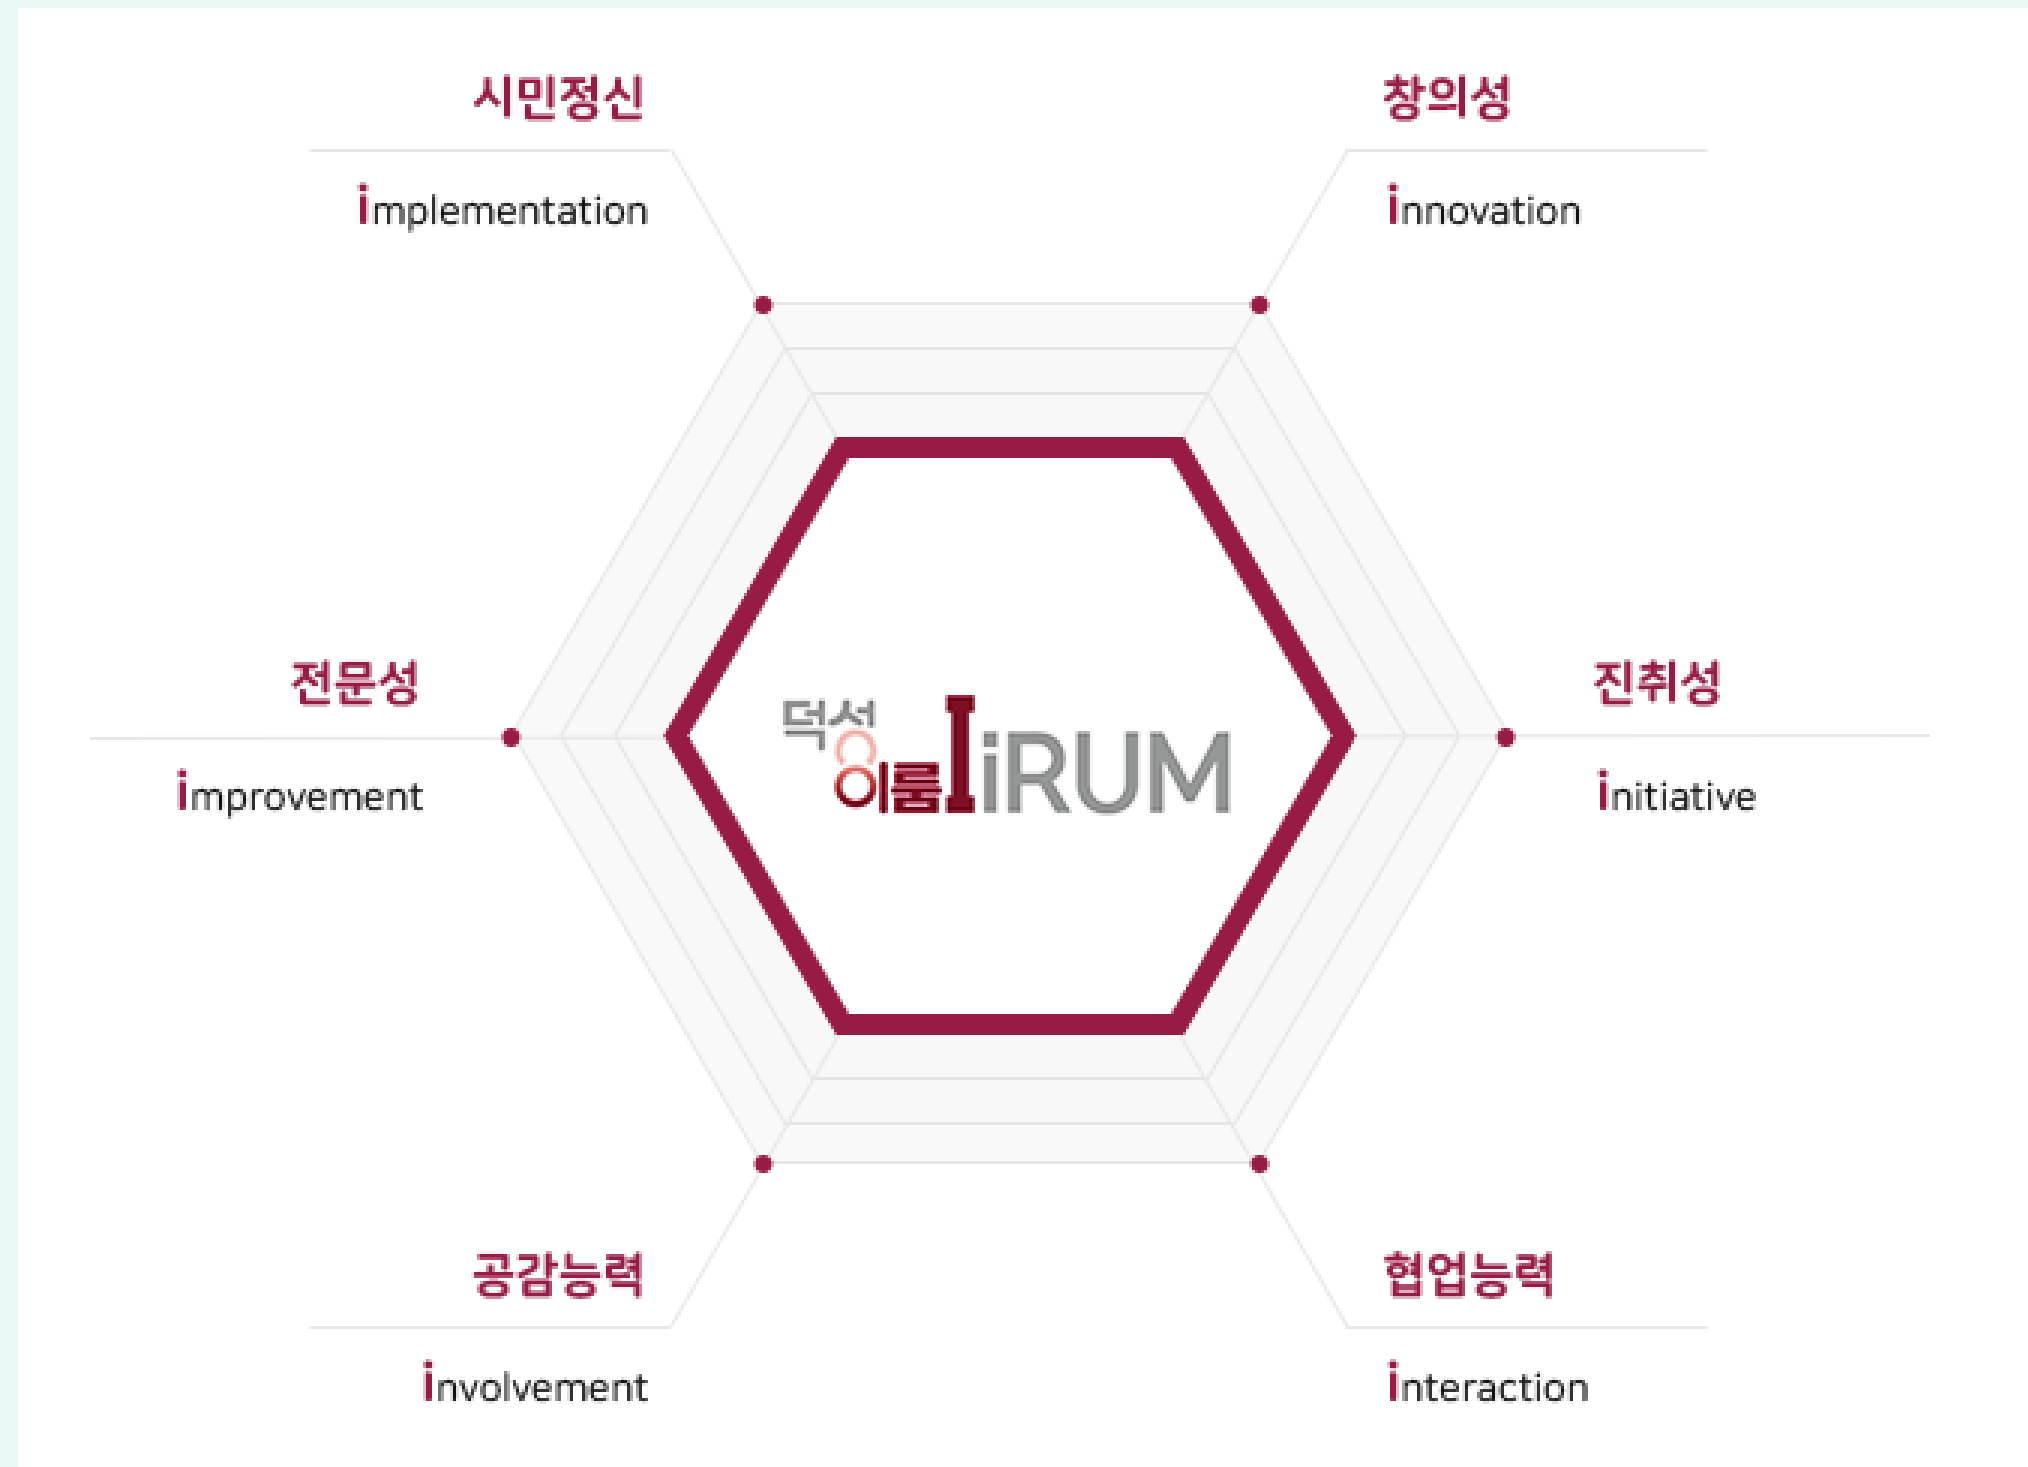 시민정신
implementation
창의성
innovation
전문성
improvement
덕성
이룸 IiRUM
진취성
initiative
공감능력
involvement
협업능력
interaction